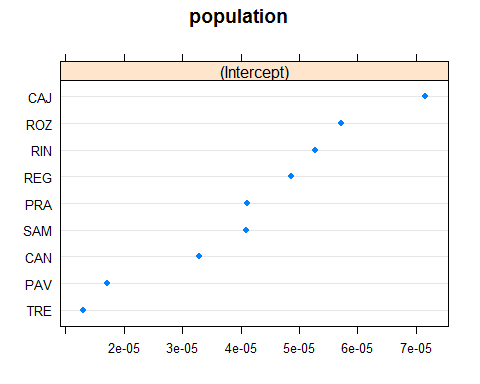 population
(Intercept)
CAJ
ROZ
RIN
REG
PRA
SAM
CAN
PAV
TRE
2e-05 3e-05 4e-05 5e-05 6e-05 7e-05